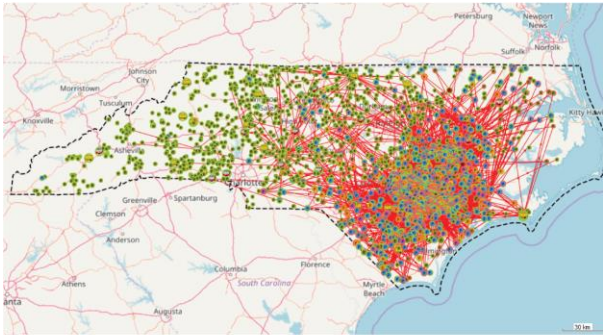 Petersburg
Newport
News
Norfolk
Suffolk
Johnson
City
Morristown
Tusculum
Knoxville
Kitty Hawk
Asheville
Charlotte
Greenville
Spartanburg
Clemson
Anderson
Columbia
Florence
South Carolina
Myrtle
Beach
Athens
Augusta
anta
30 km